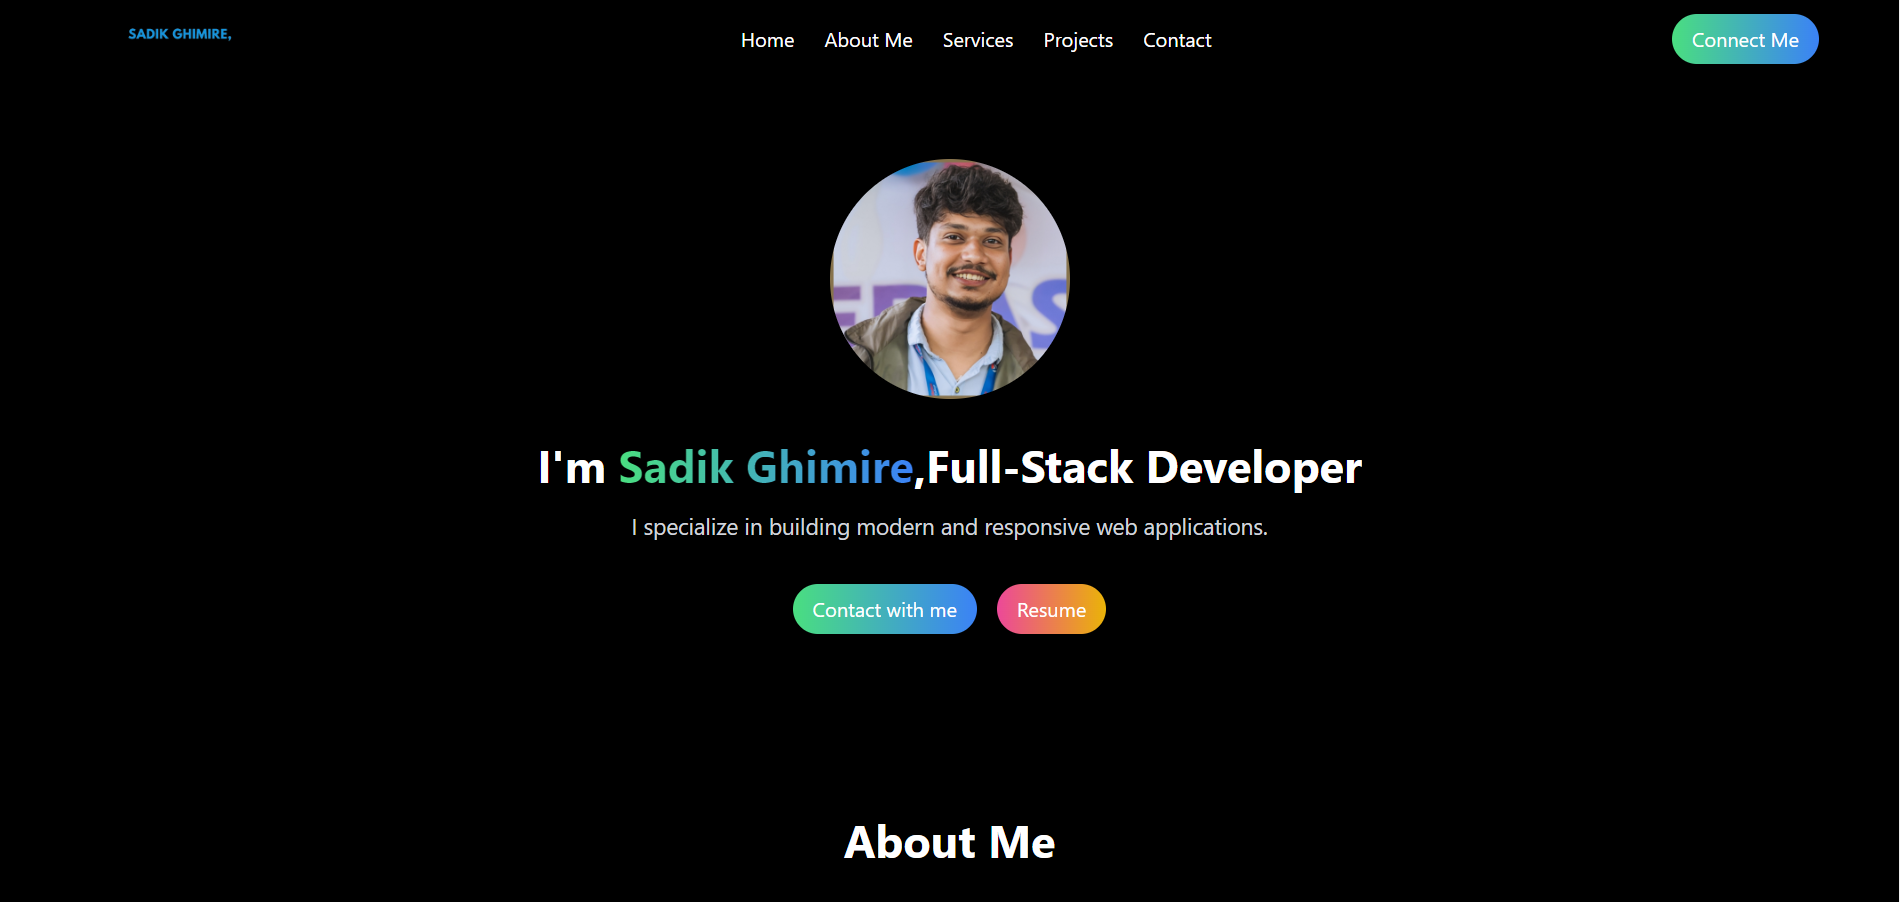 SADIK GHIMIRE,
Home About Me Services Projects Contact
Connect Me
I'm Sadik Ghimire,Full-Stack Developer
I specialize in building modern and responsive web applications.
Contact with me
Resume
About Me